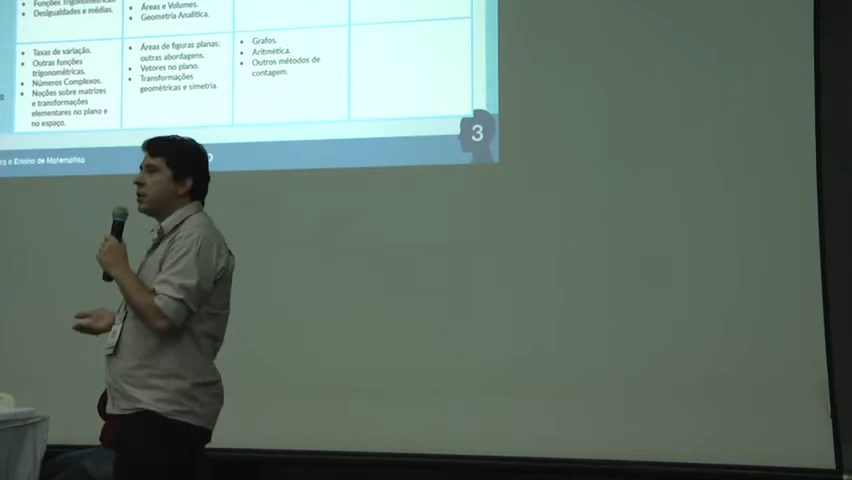 Funções Trigonométricas.
Desigualdades e médias.
Áreas e Volumes.
Geometria Analítica.
Taxas de variação.
Outras funções
trigonométricas.
Números Complexos.
Noções sobre matrizes
e transformações
elementares no plano e
no espaço.
Áreas de figuras planas:
outras abordagens.
Vetores no plano.
Transformações
geométricas e simetria.
Grafos.
Aritmética.
Outros métodos de
contagem.
o Ensino de Matemática
3